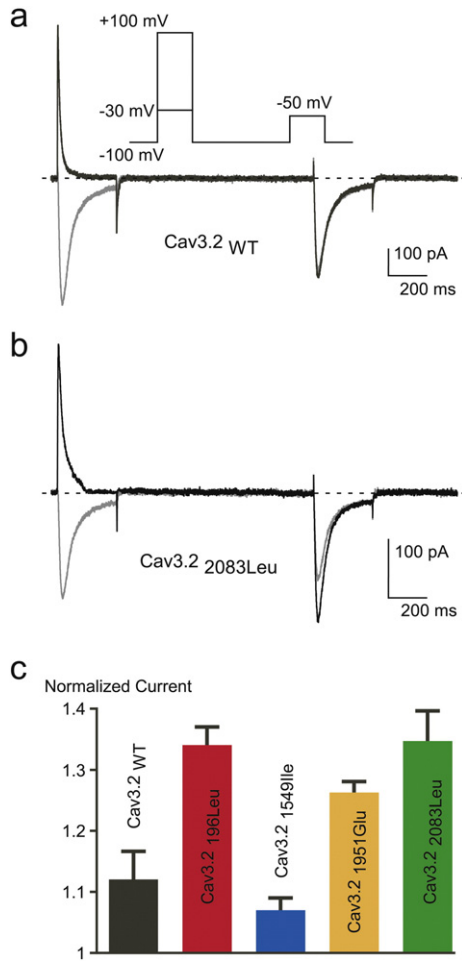 a
+100 mV
-30 mV
-50 mV
-100 mV
Cav3.2 WT
100 pA
200 ms
b
Cav3.2 2083Leu
100 pA
200 ms
c
Normalized Current
1.4
1.3
1.2
1.1
1
Cav3.2 WT
Cav3.2 196Leu
Cav3.2 1549Ile
Cav3.2 1951Glu
Cav3.2 2083Leu